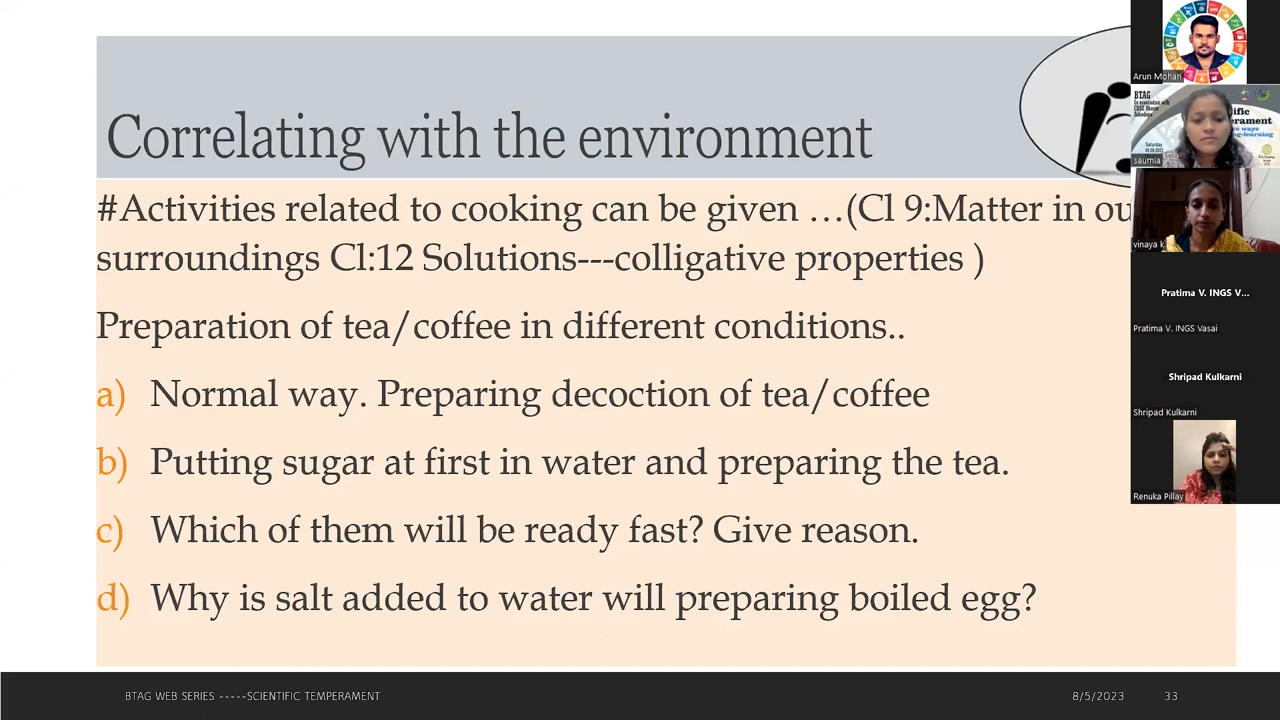 Correlating with the environment
#Activities related to cooking can be given …(Cl 9:Matter in ou
surroundings Cl:12 Solutions---colligative properties )
Preparation of tea/coffee in different conditions..
a) Normal way. Preparing decoction of tea/coffee
b) Putting sugar at first in water and preparing the tea.
c) Which of them will be ready fast? Give reason.
d) Why is salt added to water will preparing boiled egg?
BTAG WEB SERIES -----SCIENTIFIC TEMPERAMENT
8/5/2023
33
Arun Mohan
BTAG
saumia
vinaya k
Pratima V. INGS V...
Pratima V. INGS Vasai
Shripad Kulkarni
Shripad Kulkarni
Renuka Pillay